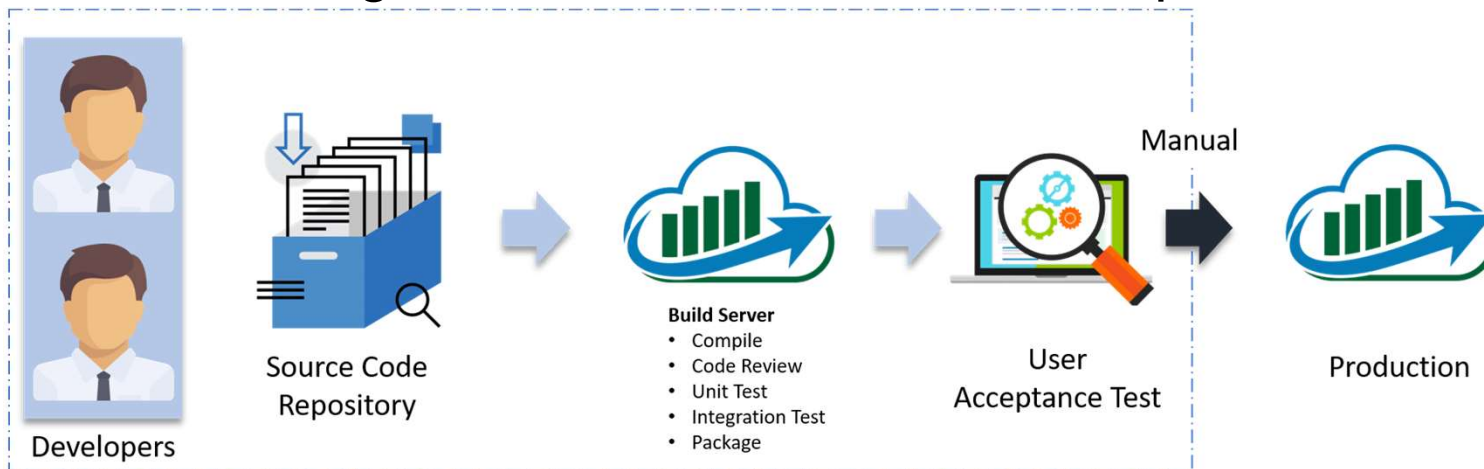 Developers
Source Code
Repository
Build Server
• Compile
• Code Review
• Unit Test
• Integration Test
• Package
User
Acceptance Test
Manual
Production